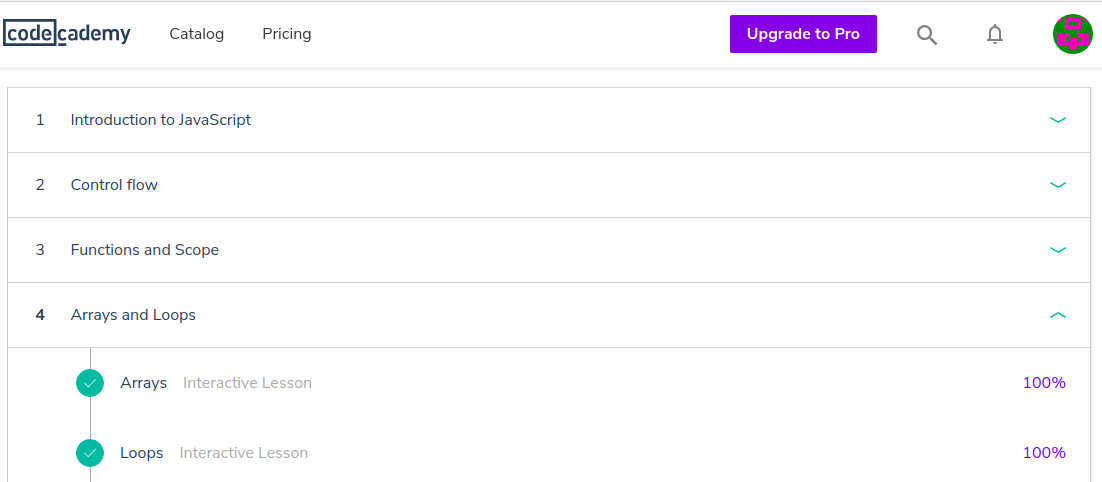 codecademy Catalog Pricing Upgrade to Pro
1 Introduction to JavaScript
2 Control flow
3 Functions and Scope
4 Arrays and Loops
Arrays Interactive Lesson 100%
Loops Interactive Lesson 100%